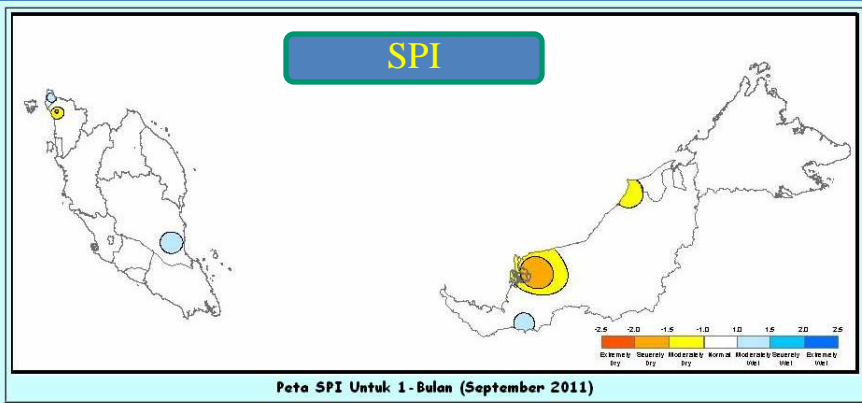 SPI
-2.5 -2.0 -1.5 -1.0 1.0 1.5 2.0 2.5
Extremely Severely Moderately Normal Moderately Severely Extremely
Dry Dry Dry Wet Wet Wet
Peta SPI Untuk 1-Bulan (September 2011)